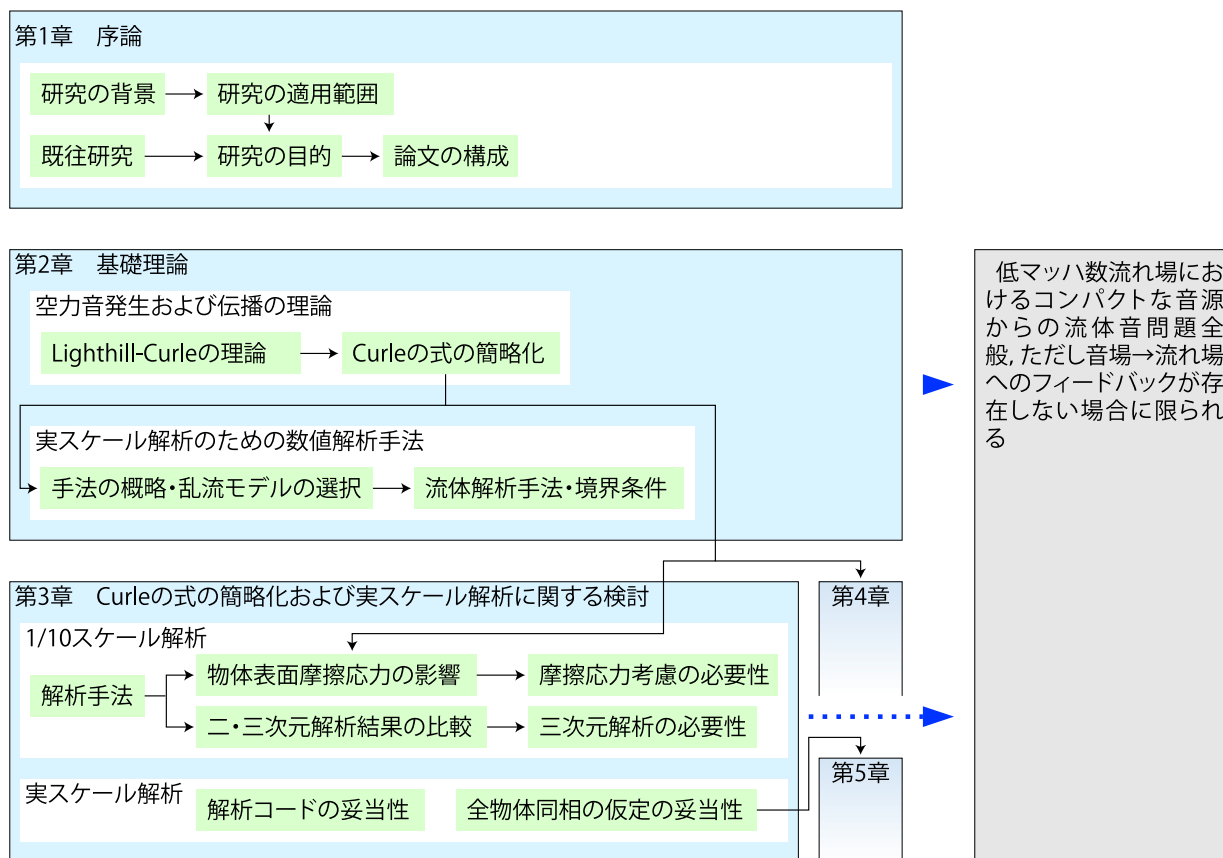 第1章　序論
研究の背景
研究の適用範囲
既往研究
研究の目的
論文の構成
第2章　基礎理論
空力音発生および伝播の理論
Lighthill-Curleの理論
Curleの式の簡略化
実スケール解析のための数値解析手法
手法の概略・乱流モデルの選択
流体解析手法・境界条件
低マッハ数流れ場にお
けるコンパクトな音源
からの流体音問題全
般, ただし音場→流れ場
へのフィードバックが存
在しない場合に限られ
る
第3章　Curleの式の簡略化および実スケール解析に関する検討
1/10スケール解析
解析手法
物体表面摩擦応力の影響
摩擦応力考慮の必要性
二・三次元解析結果の比較
三次元解析の必要性
実スケール解析
解析コードの妥当性
全物体同相の仮定の妥当性
第4章
第5章